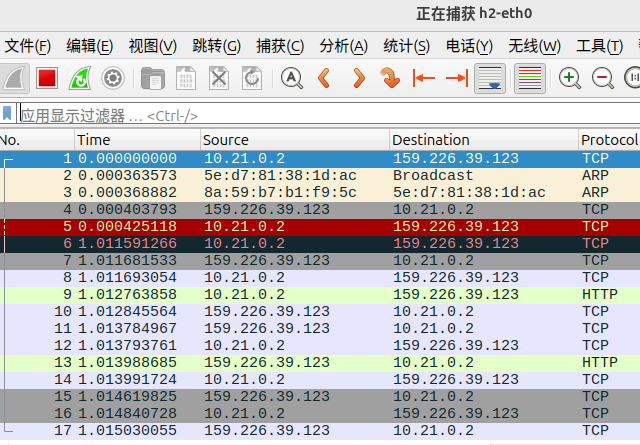 正在捕获 h2-eth0
文件(F) 编辑(E) 视图(V) 跳转(G) 捕获(C) 分析(A) 统计(S) 电话(Y) 无线(W) 工具(T)
应用显示过滤器 … <Ctrl-/>
No. Time Source Destination Protocol
1 0.000000000 10.21.0.2 159.226.39.123 TCP
2 0.000363573 5e:d7:81:38:1d:ac Broadcast ARP
3 0.000368882 8a:59:b7:b1:f9:5c 5e:d7:81:38:1d:ac ARP
4 0.000403793 159.226.39.123 10.21.0.2 TCP
5 0.000425118 10.21.0.2 159.226.39.123 TCP
6 1.011591266 10.21.0.2 159.226.39.123 TCP
7 1.011681533 159.226.39.123 10.21.0.2 TCP
8 1.011693054 10.21.0.2 159.226.39.123 TCP
9 1.012763858 10.21.0.2 159.226.39.123 HTTP
10 1.012845564 159.226.39.123 10.21.0.2 TCP
11 1.013784967 159.226.39.123 10.21.0.2 TCP
12 1.013793761 10.21.0.2 159.226.39.123 TCP
13 1.013988685 159.226.39.123 10.21.0.2 HTTP
14 1.013991724 10.21.0.2 159.226.39.123 TCP
15 1.014619825 159.226.39.123 10.21.0.2 TCP
16 1.014840728 159.226.39.123 10.21.0.2 TCP
17 1.015030055 10.21.0.2 159.226.39.123 TCP